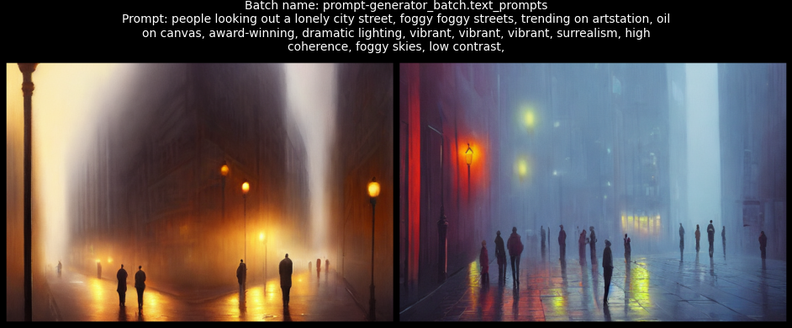 Batch name: prompt-generator_batch.text_prompts
Prompt: people looking out a lonely city street, foggy foggy streets, trending on artstation, oil
on canvas, award-winning, dramatic lighting, vibrant, vibrant, vibrant, surrealism, high
coherence, foggy skies, low contrast,